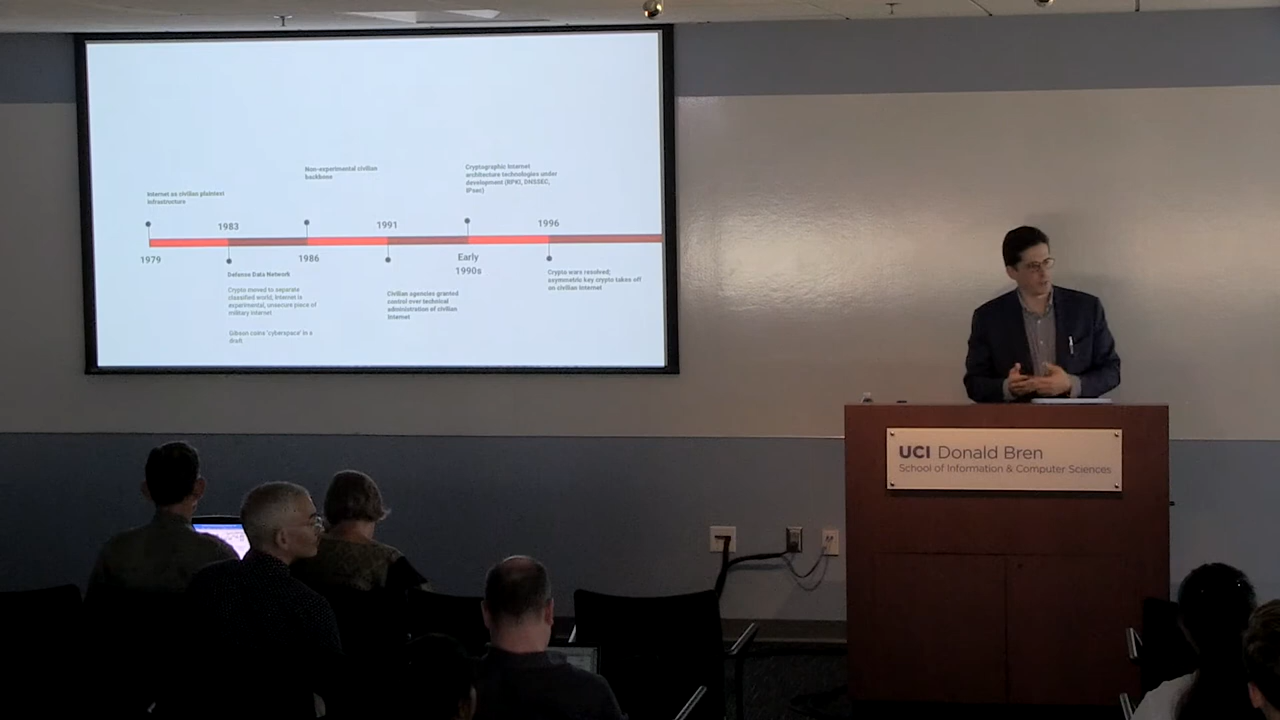 Non-experimental civilian
backbone
Cryptographic Internet
architecture technologies under
development (RPKI, DNSSEC,
IPsec)
Internet as civilian plaintext
infrastructure
1983
1991
1996
1979
1986
Early
1990s
Defense Data Network
Crypto moved to separate
classified world, Internet is
experimental, unsecure piece of
military internet
Gibson coins 'cyberspace' in a
draft
Civilian agencies granted
control over technical
administration of civilian
Internet
Crypto wars resolved;
asymmetric key crypto takes off
on civilian Internet
UCI Donald Bren
School of Information & Computer Sciences